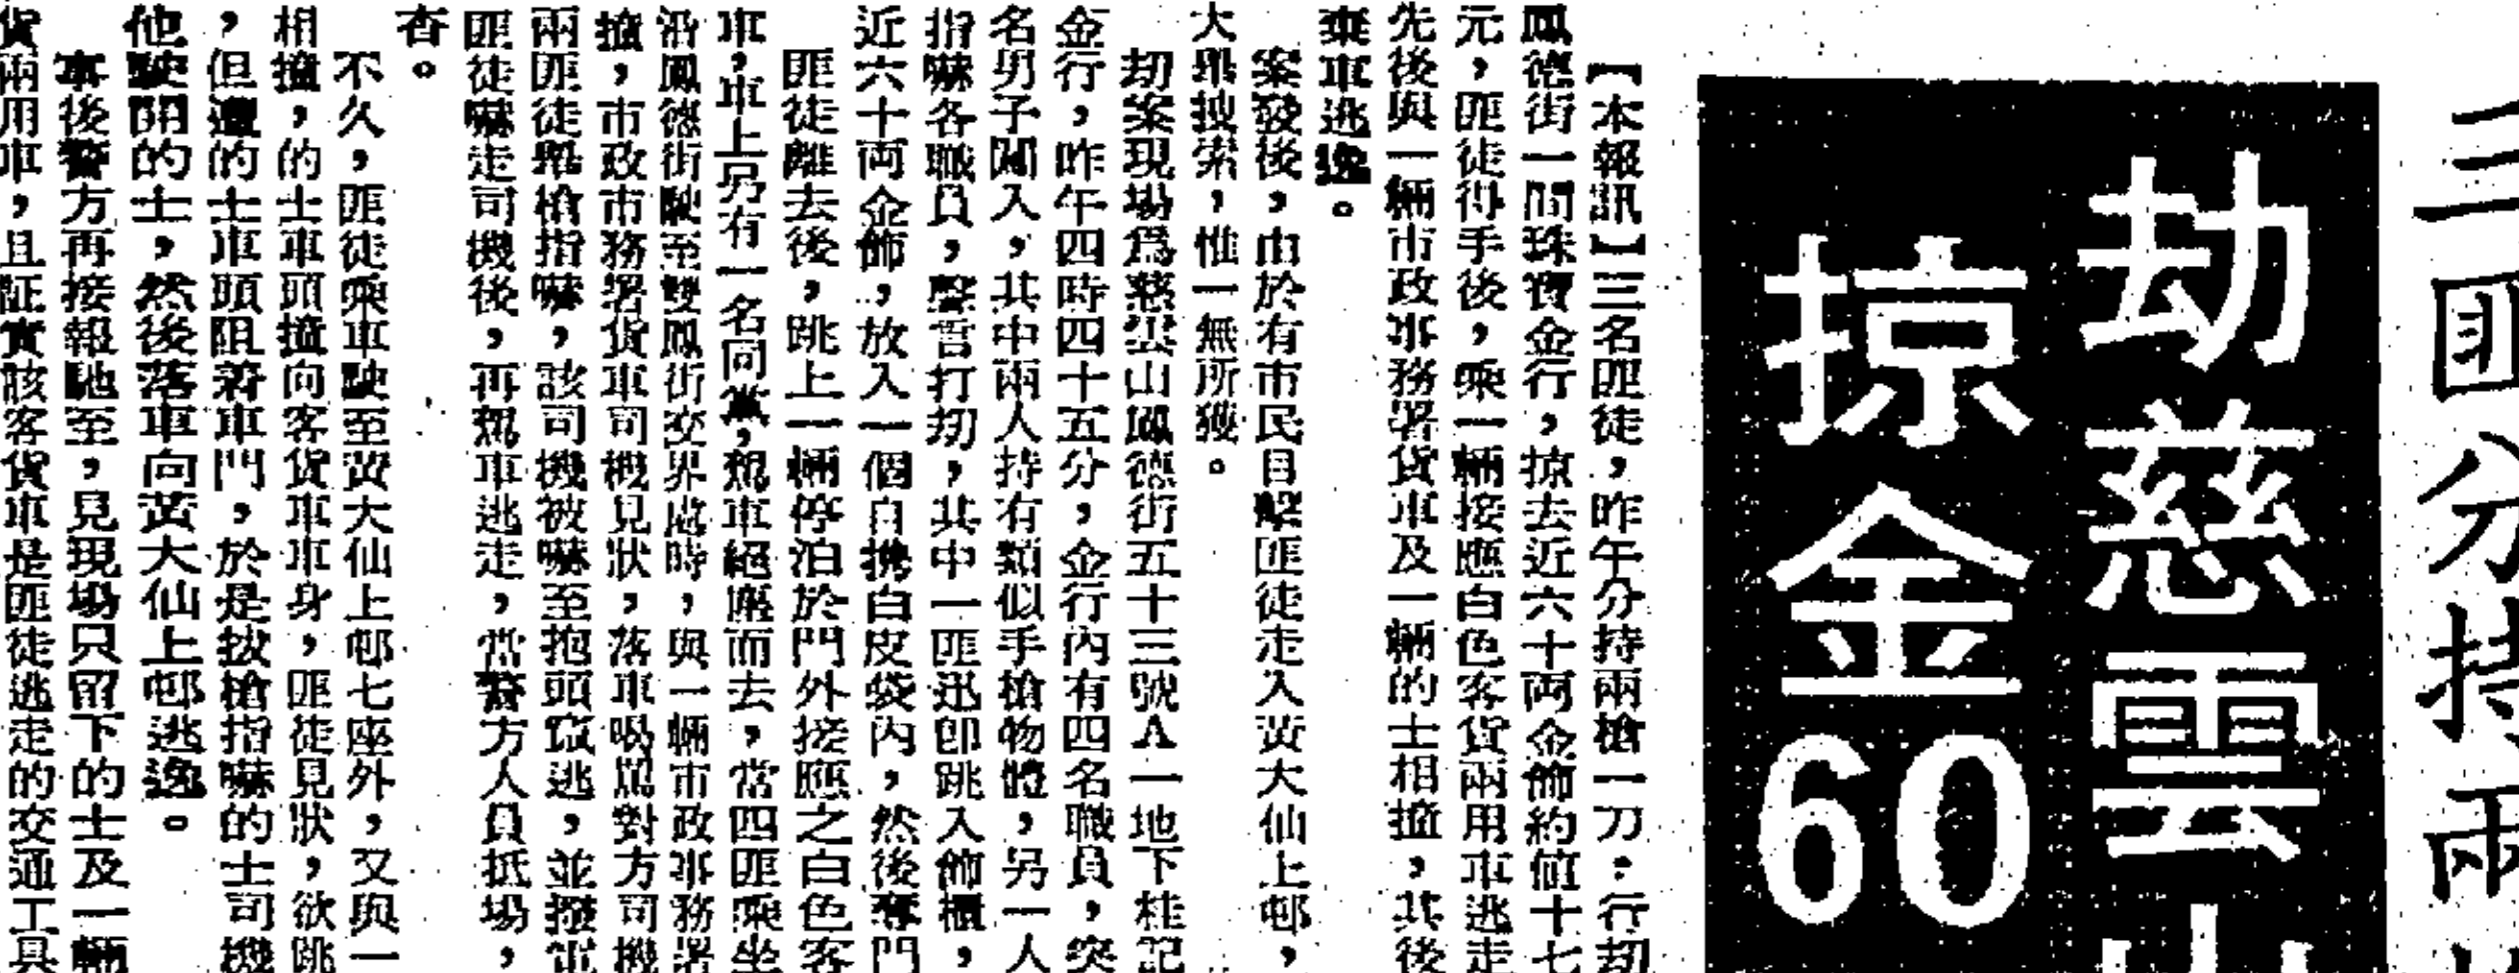 三匪分持兩
劫慈雲山
掠金60
【本報訊】三名匪徒，昨午分持兩槍一刀；行劫
鳳德街一間珠寶金行，掠去近六十両金飾約值十七
元，匪徒得手後，乘一輛接應白色客貨兩用車逃走
先後與一輛市政事務署貨車及一輛的士相撞，其後
棄車逃逸。
案發後，由於有市民目擊匪徒走入黃大仙上邨，
大舉搜索，惟一無所獲。
劫案現場為慈雲山鳳德街五十三號A一地下桂記
金行，昨午四時四十五分，金行內有四名職員，突
名男子闖入，其中兩人持有類似手槍物體，另一人
指嚇各職員，聲言打劫，其中一匪迅即跳入飾櫃，
近六十両金飾，放入一個自携白皮袋內，然後奪門
匪徒離去後，跳上一輛停泊於門外接應之白色客
車，車上另有一名同黨，駕車絕塵而去，當四匪乘坐
沿鳳德街駛至雙鳳街交界處時，與一輛市政事務署
撞，市政市務署貨車司機見狀，落車喝罵對方司機
兩匪徒舉槍指嚇，該司機被嚇至抱頭竄逃，並撥電
匪徒嚇走司機後，再駕車逃走，當警方人員抵場，
杳。
不久，匪徒乘車駛至黃大仙上邨七座外，又與一
相撞，的士車頭撞向客貨車車身，匪徒見狀，欲跳
，但遭的士車頭阻着車門，於是拔槍指嚇的士司機
他駛開的士，然後落車向黃大仙上邨逃逸。
事後警方再接報馳至，見現場只留下的士及一輛
貨兩用車，且証實該客貨車是匪徒逃走的交通工具